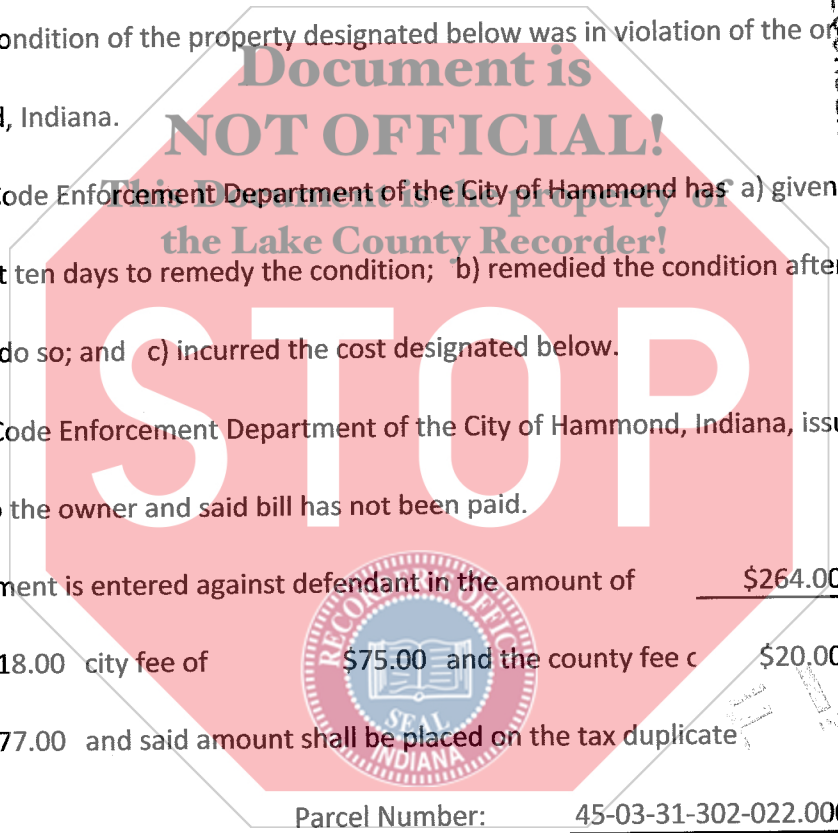 ondition of the property designated below was in violation of the or
Document is
d, Indiana.
NOT OFFICIAL!
Code Enforcement Department of the City of Hammond has a) given
This Document is the property of
the Lake County Recorder!
t ten days to remedy the condition; b) remedied the condition after
STOP
do so; and c) incurred the cost designated below.
Code Enforcement Department of the City of Hammond, Indiana, issu
o the owner and said bill has not been paid.
ment is entered against defendant in the amount of $264.00
18.00 city fee of $75.00 and the county fee c $20.00
77.00 and said amount shall be placed on the tax duplicate
RECORDER'S OFFICE
SEAL
INDIANA
Parcel Number: 45-03-31-302-022.000